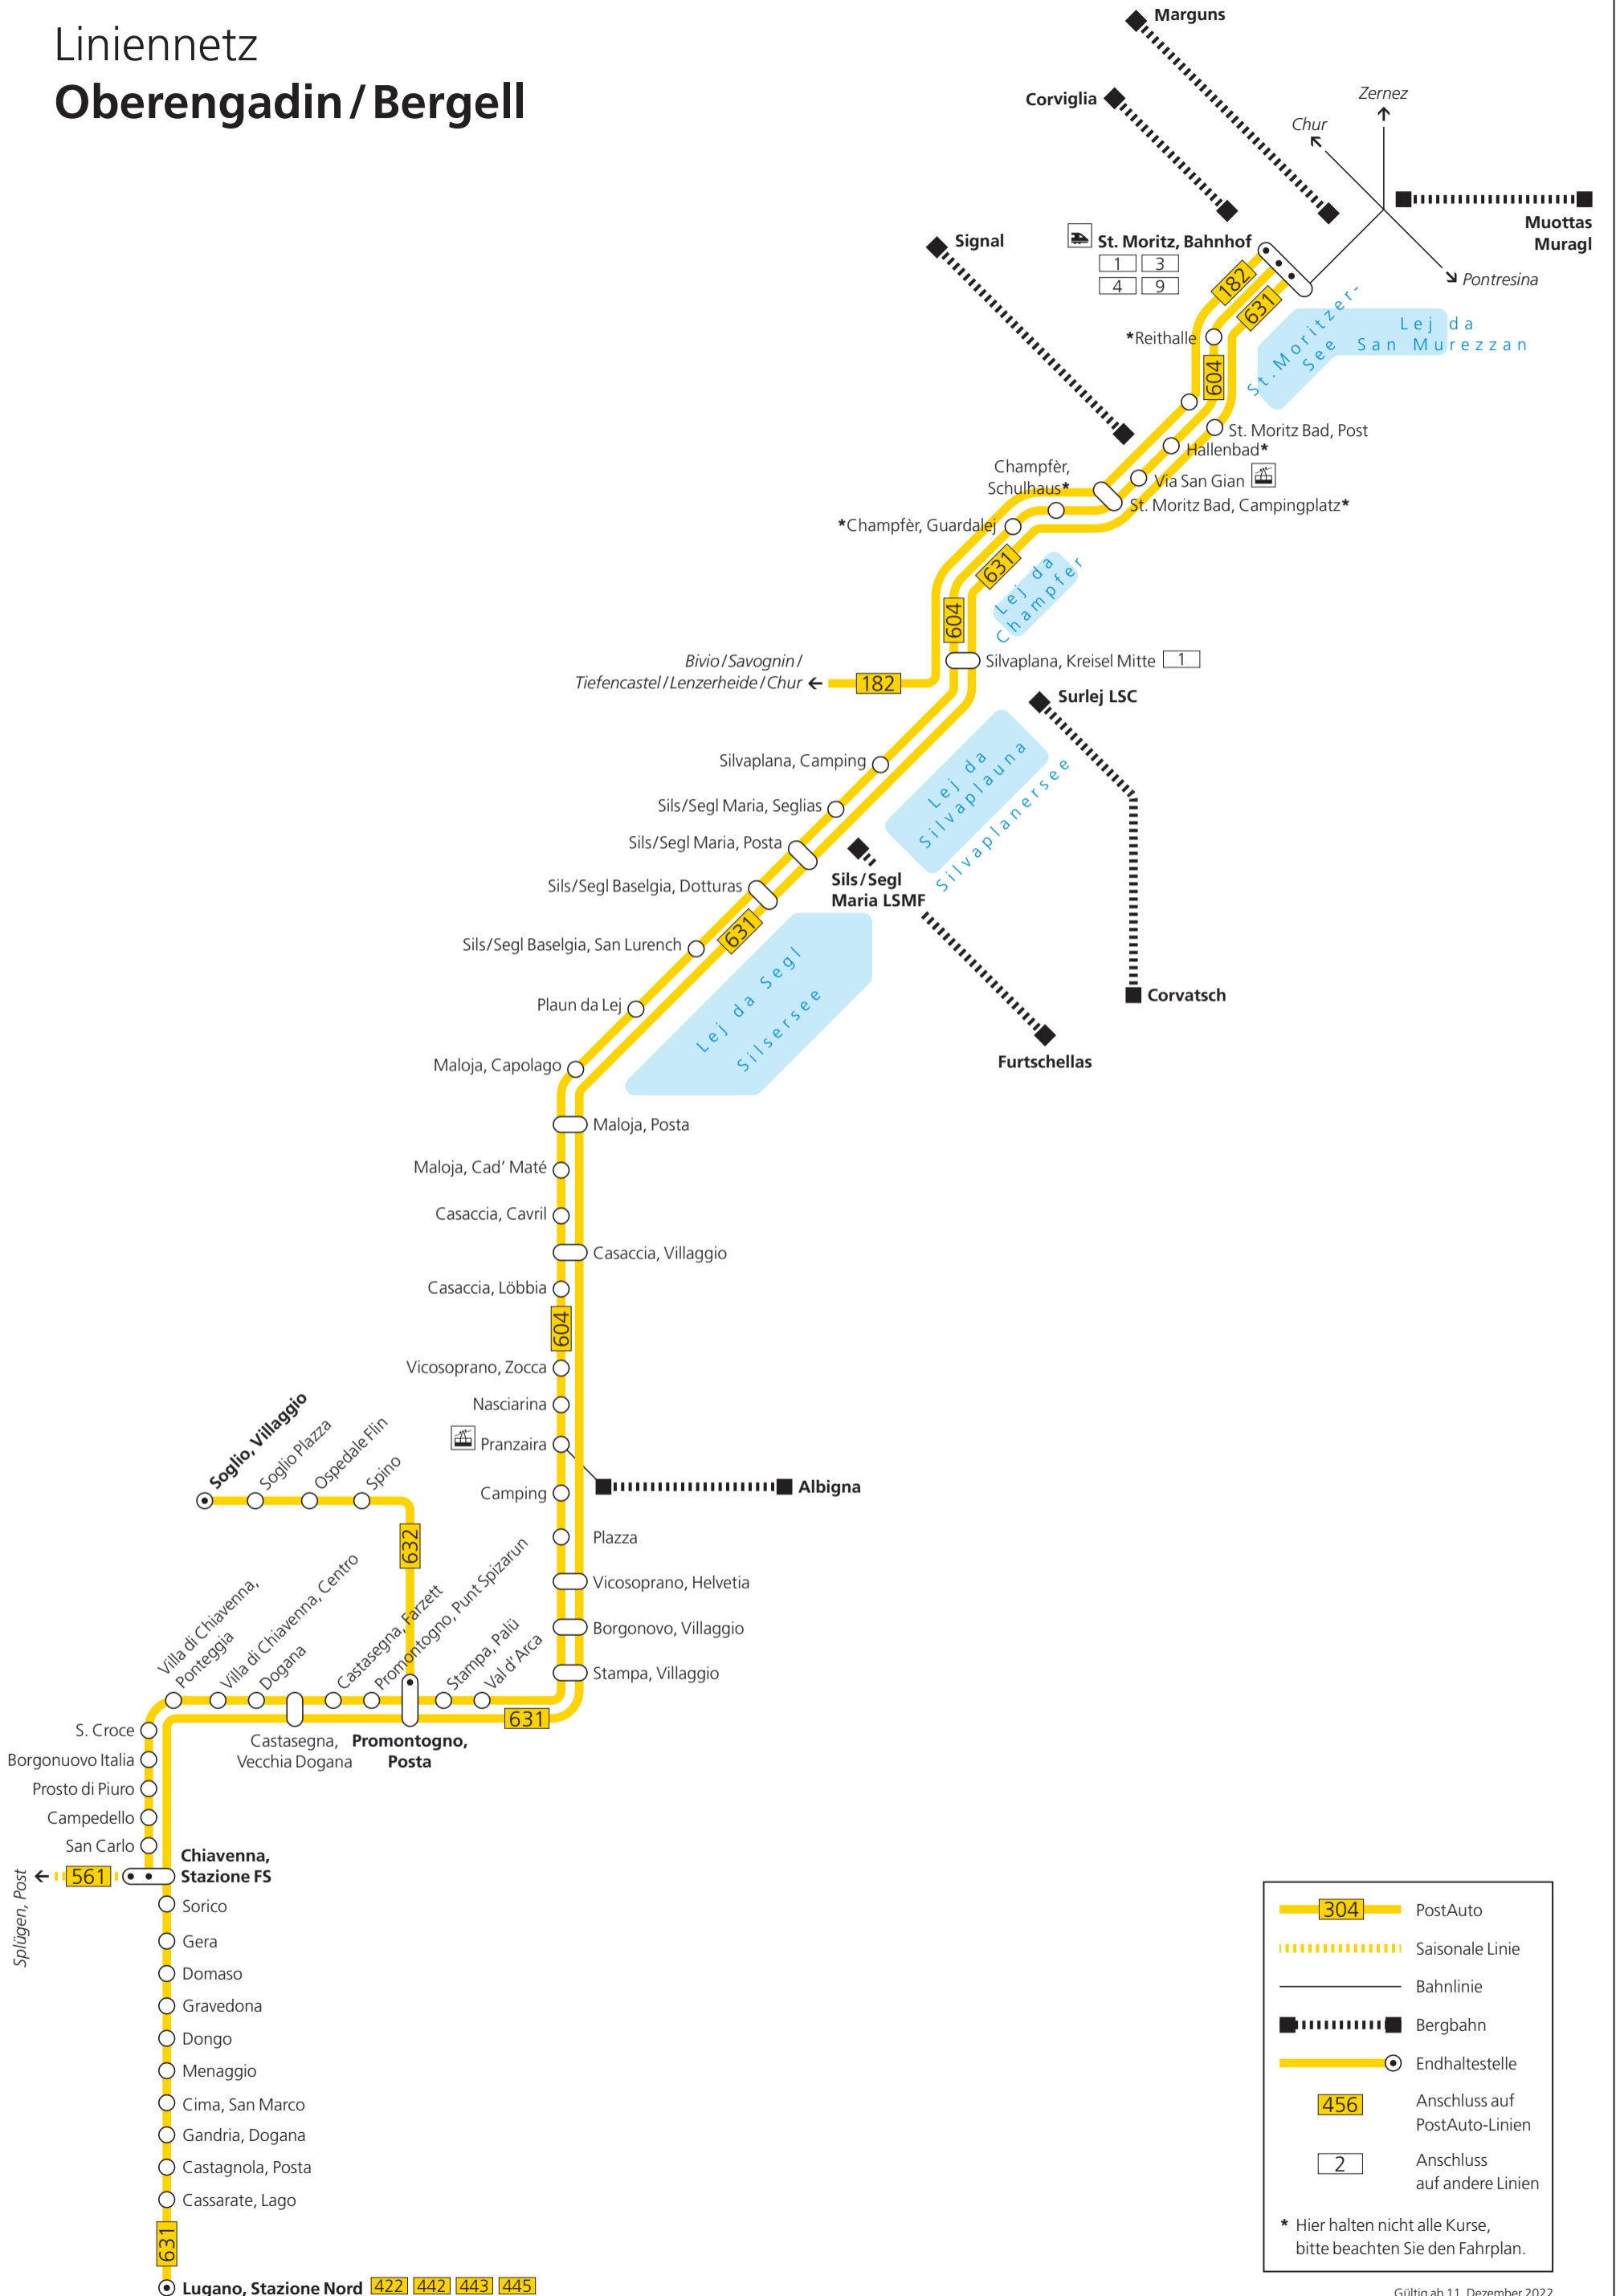 Liniennetz
Oberengadin / Bergell
Marguns
Corviglia
Zernez
Chur
Muottas
Muragl
Pontresina
Signal
St. Moritz, Bahnhof
1 3
4 9
182
631
*Reithalle
604
St. Moritzer-
See
Lej da
San Murezzan
St. Moritz Bad, Post
Hallenbad*
Via San Gian
St. Moritz Bad, Campingplatz*
Champfèr,
Schulhaus*
*Champfèr, Guardalej
631
Lej da
Champfer
604
Silvaplana, Kreisel Mitte 1
Bivio / Savognin /
Tiefencastel / Lenzerheide / Chur
182
Surlej LSC
Silvaplana, Camping
Lej da
Silvaplauna
Silvaplanersee
Sils/Segl Maria, Seglias
Sils/Segl Maria, Posta
Sils / Segl
Maria LSMF
Sils/Segl Baselgia, Dotturas
631
Sils/Segl Baselgia, San Lurench
Corvatsch
Plaun da Lej
Lej da Segl
Silsersee
Furtschellas
Maloja, Capolago
Maloja, Posta
Maloja, Cad' Maté
Casaccia, Cavril
Casaccia, Villaggio
Casaccia, Löbbia
604
Vicosoprano, Zocca
Nasciarina
Pranzaira
Albigna
Camping
Plazza
Vicosoprano, Helvetia
Borgonovo, Villaggio
Stampa, Villaggio
Soglio, Villaggio
Soglio Plazza
Ospedale Flin
Spino
632
Villa di Chiavenna,
Ponteggia
Villa di Chiavenna, Centro
Dogana
Castasegna, Farzett
Promontogno, Punt Spizarun
Stampa, Palü
Val d'Arca
631
Castasegna,
Vecchia Dogana
Promontogno,
Posta
S. Croce
Borgonuovo Italia
Prosto di Piuro
Campedello
San Carlo
Chiavenna,
Stazione FS
561
Splügen, Post
Sorico
Gera
Domaso
Gravedona
Dongo
Menaggio
Cima, San Marco
Gandria, Dogana
Castagnola, Posta
Cassarate, Lago
631
Lugano, Stazione Nord 422 442 443 445
304 PostAuto
Saisonale Linie
Bahnlinie
Bergbahn
Endhaltestelle
456 Anschluss auf
PostAuto-Linien
2 Anschluss
auf andere Linien
* Hier halten nicht alle Kurse,
bitte beachten Sie den Fahrplan.
Gültig ab 11. Dezember 2022